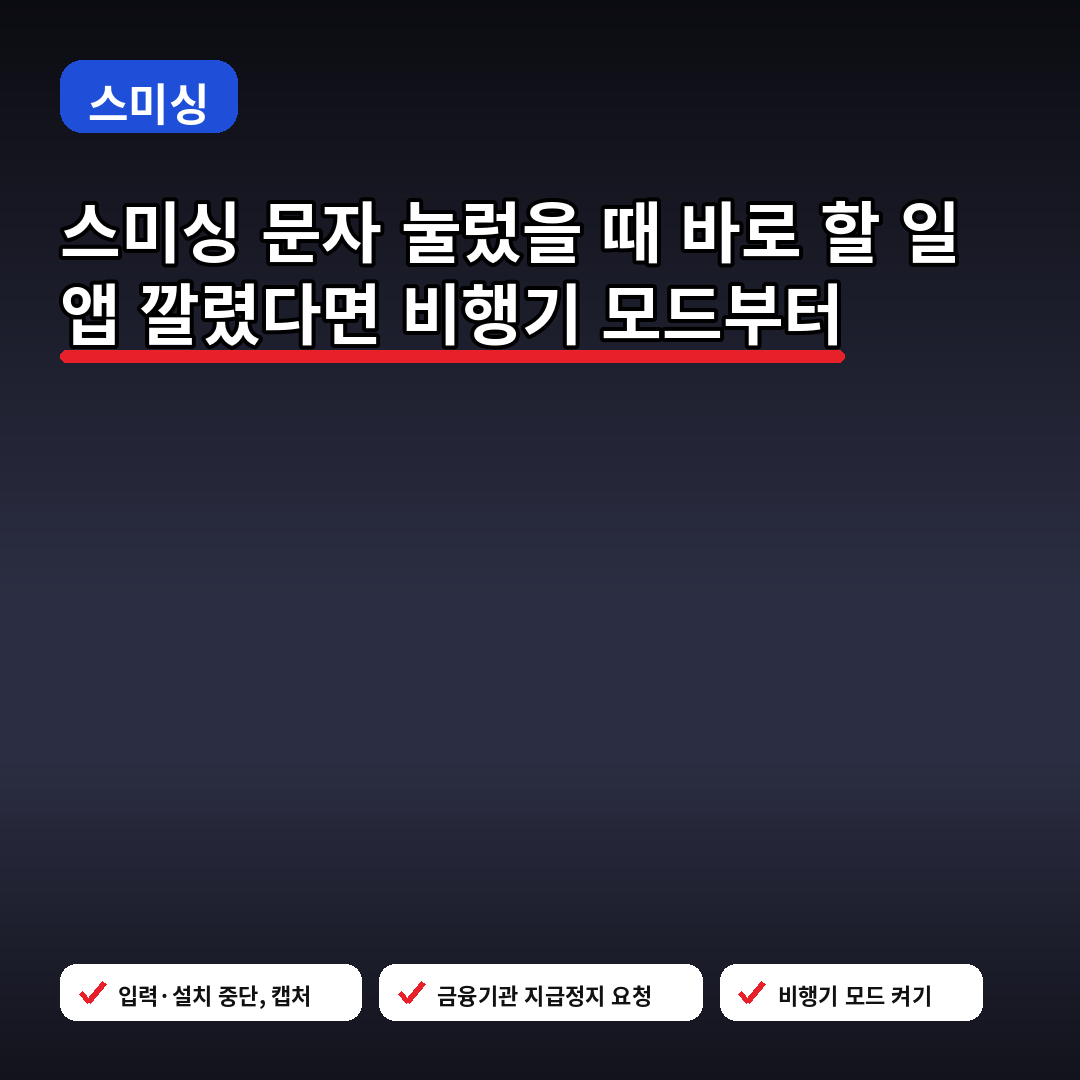 스미싱
스미싱 문자 눌렀을 때 바로 할 일
앱 깔렸다면 비행기 모드부터
입력·설치 중단, 캡처
금융기관 지급정지 요청
비행기 모드 켜기